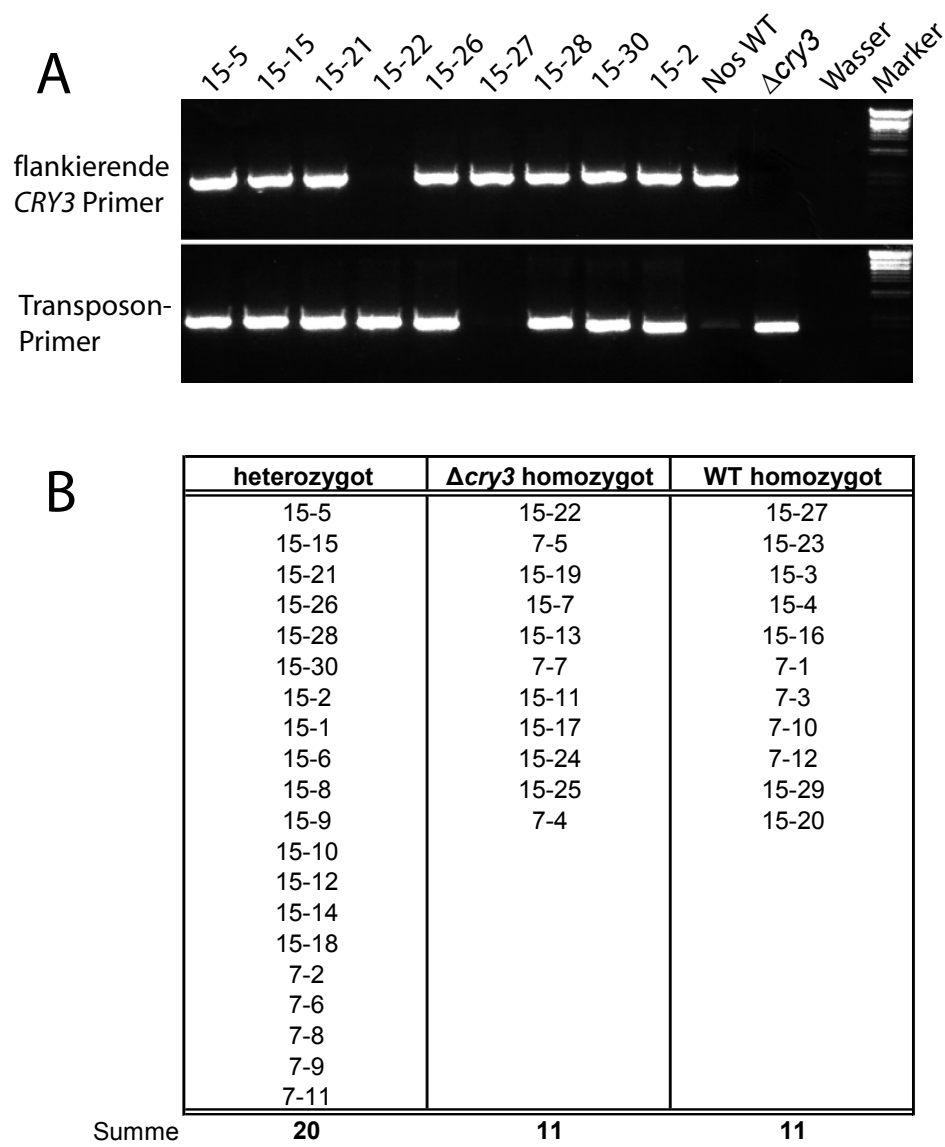 A
15-5 15-15 15-21 15-22 15-26 15-27 15-28 15-30 15-2 Nos WT Δcry3 Wasser Marker
flankierende
CRY3 Primer
Transposon-
Primer
B
heterozygot Δcry3 homozygot WT homozygot
15-5 15-22 15-27
15-15 7-5 15-23
15-21 15-19 15-3
15-26 15-7 15-4
15-28 15-13 15-16
15-30 7-7 7-1
15-2 15-11 7-3
15-1 15-17 7-10
15-6 15-24 7-12
15-8 15-25 15-29
15-9 7-4 15-20
15-10
15-12
15-14
15-18
7-2
7-6
7-8
7-9
7-11
Summe 20 11 11